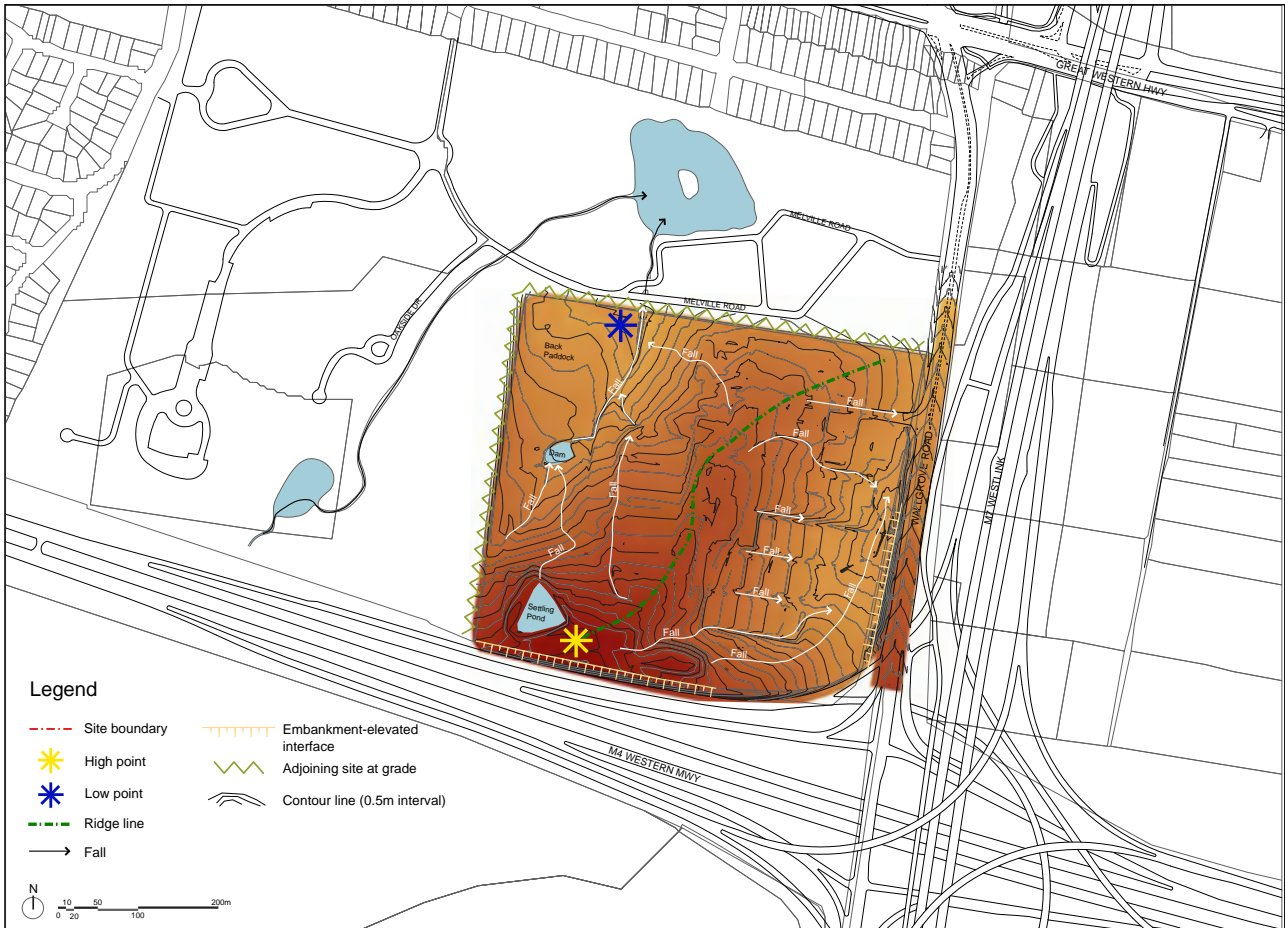 GREAT WESTERN HWY
MELVILLE ROAD
MELVILLE ROAD
OAKSIDE DR
Back
Paddock
Fall
Fall
Fall
Fall
Dam
Fall
Fall
Fall
WALLGROVE ROAD
M7 WESTLINK
Fall
Fall
Fall
Fall
Settling
Pond
Fall
Fall
M4 WESTERN MWY
Legend
Site boundary
High point
Low point
Ridge line
Fall
Embankment-elevated
interface
Adjoining site at grade
Contour line (0.5m interval)
N
10 50 200m
0 20 100